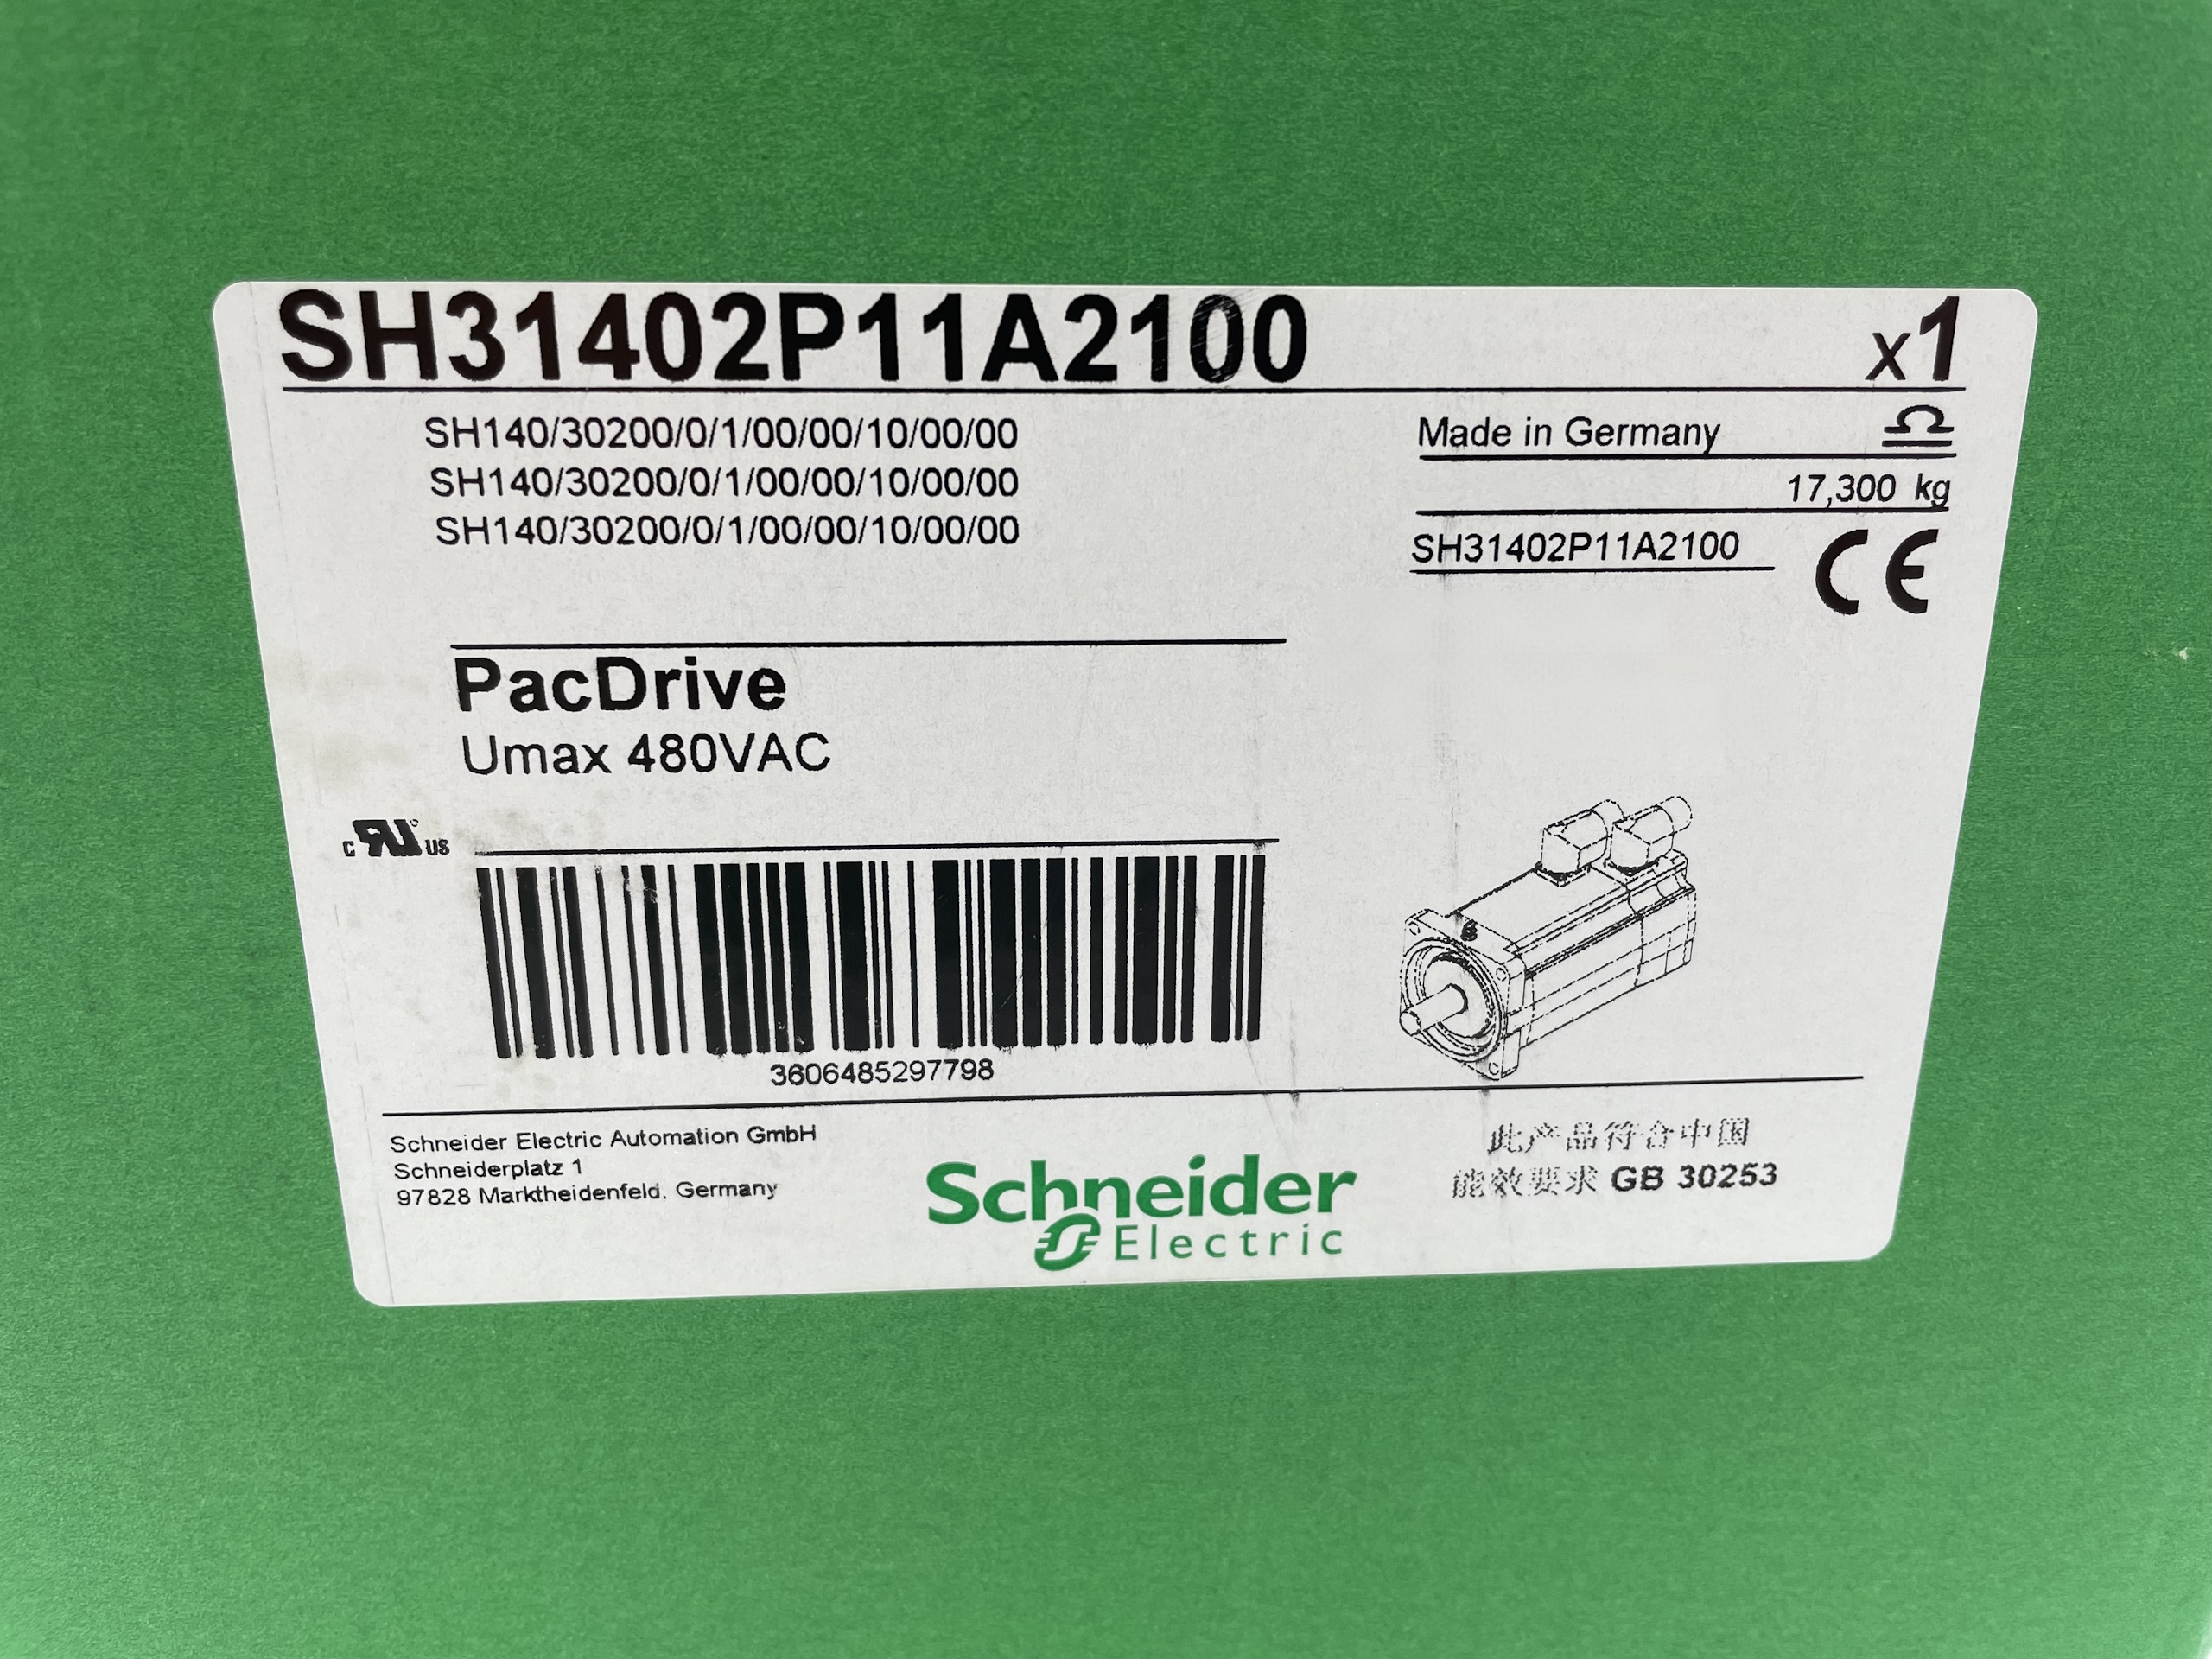 SH31402P11A2100 x1
SH140/30200/0/1/00/00/10/00/00
SH140/30200/0/1/00/00/10/00/00
SH140/30200/0/1/00/00/10/00/00
Made in Germany
17,300 kg
SH31402P11A2100
CE
PacDrive
Umax 480VAC
c RU US
3606485297798
Schneider Electric Automation GmbH
Schneiderplatz 1
97828 Marktheidenfeld, Germany
Schneider
Electric
此产品符合中国
能效要求 GB 30253